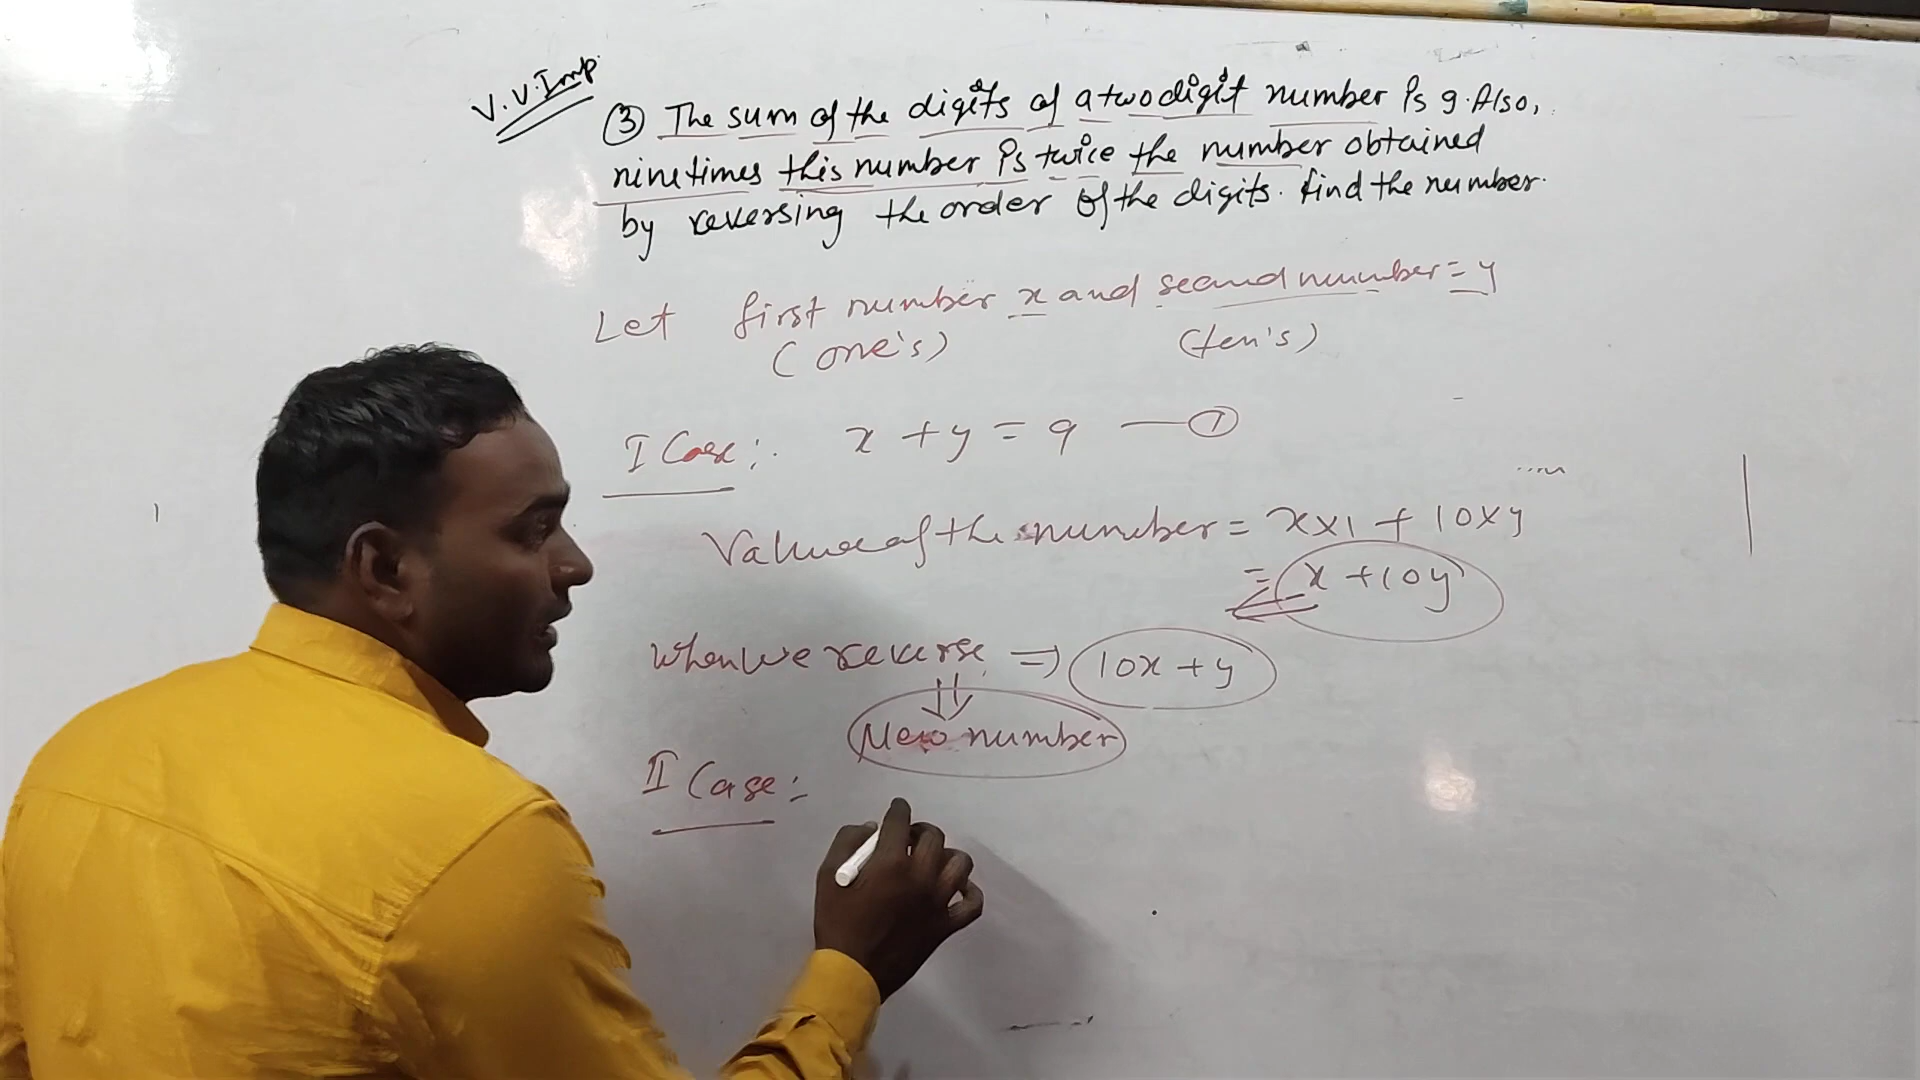 V.V.Imp.
③ The sum of the digits of a two digit number is 9. Also,
nine times this number is twice the number obtained
by reversing the order of the digits. find the number.
Let first number x and second number = y
(one's) (ten's)
I Case:. x + y = 9 — ①
Value of the number = x×1 + 10×y
= x + 10y
when we reverse ⇒ 10x + y
New number
II Case: